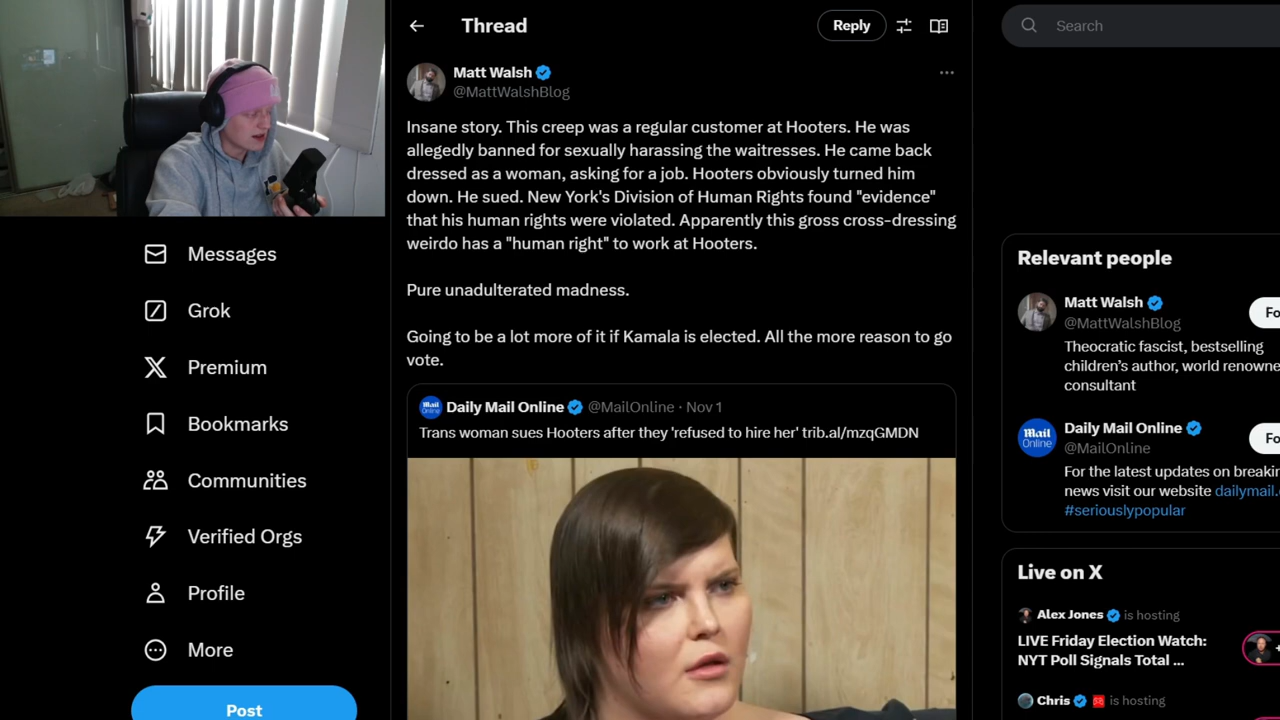 Thread
Reply
Search
Matt Walsh
@MattWalshBlog
Insane story. This creep was a regular customer at Hooters. He was
allegedly banned for sexually harassing the waitresses. He came back
dressed as a woman, asking for a job. Hooters obviously turned him
down. He sued. New York's Division of Human Rights found "evidence"
that his human rights were violated. Apparently this gross cross-dressing
weirdo has a "human right" to work at Hooters.
Pure unadulterated madness.
Going to be a lot more of it if Kamala is elected. All the more reason to go
vote.
Mail
Online
Daily Mail Online @MailOnline · Nov 1
Trans woman sues Hooters after they 'refused to hire her' trib.al/mzqGMDN
Messages
Grok
Premium
Bookmarks
Communities
Verified Orgs
Profile
More
Post
Relevant people
Matt Walsh
@MattWalshBlog
Fo
Theocratic fascist, bestselling
children's author, world renowne
consultant
Mail
Online
Daily Mail Online
@MailOnline
Fo
For the latest updates on breakin
news visit our website dailymail.
#seriouslypopular
Live on X
Alex Jones is hosting
LIVE Friday Election Watch:
NYT Poll Signals Total ...
Chris is hosting